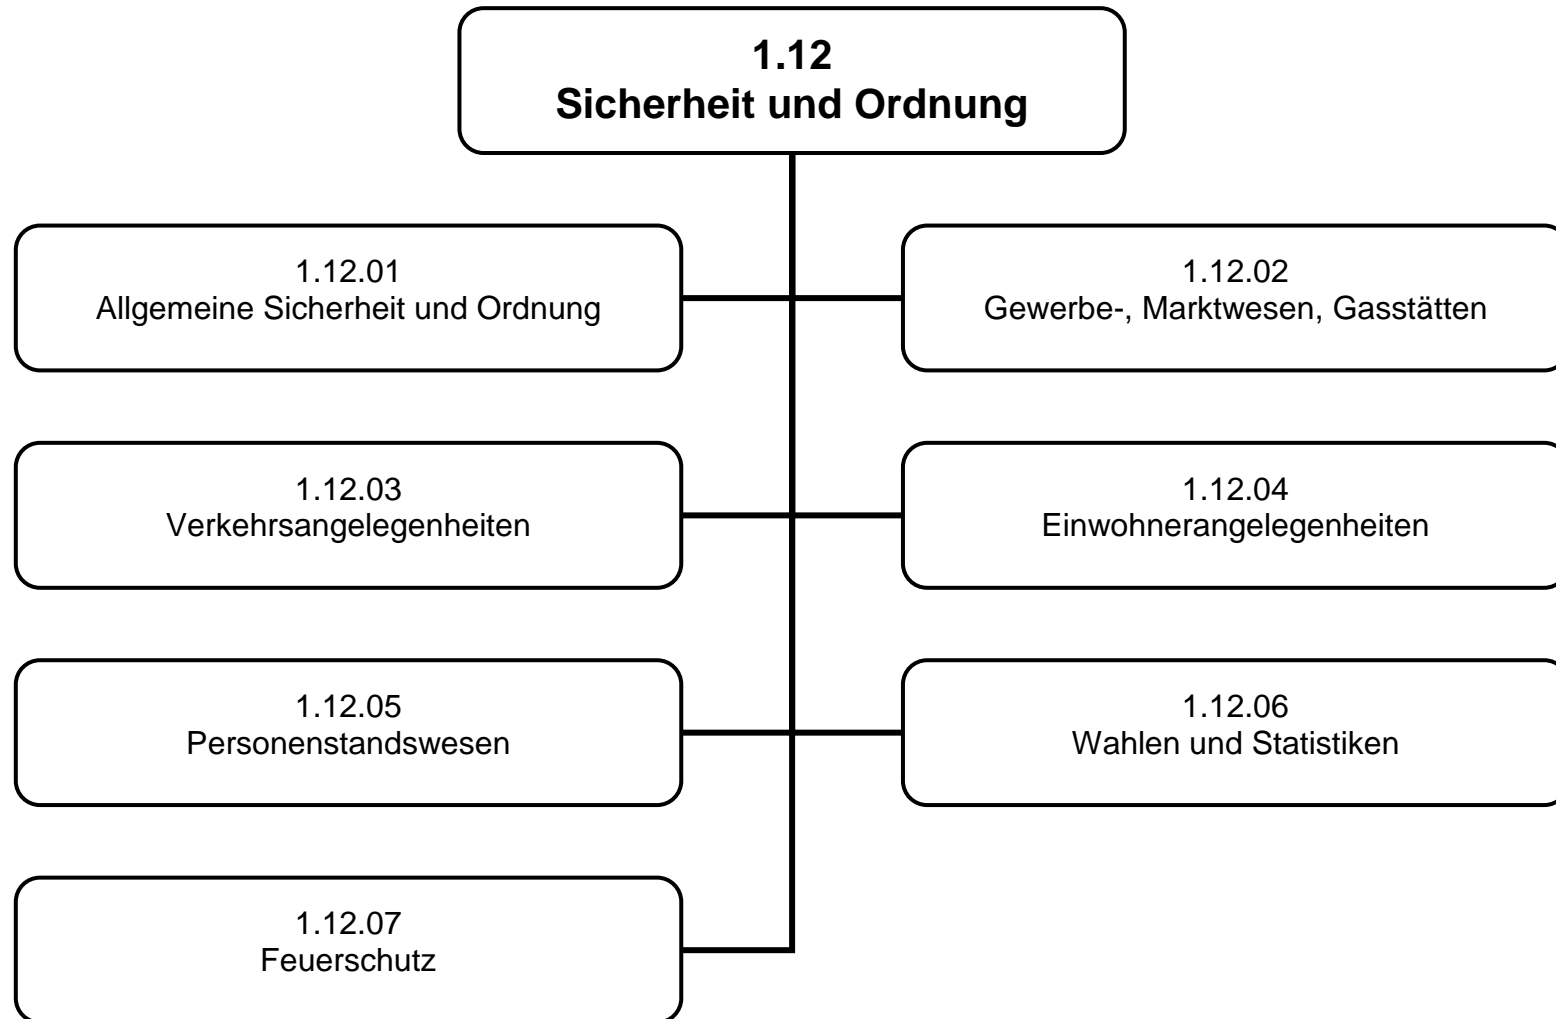 1.12
Sicherheit und Ordnung
1.12.01
Allgemeine Sicherheit und Ordnung
1.12.02
Gewerbe-, Marktwesen, Gasstätten
1.12.03
Verkehrsangelegenheiten
1.12.04
Einwohnerangelegenheiten
1.12.05
Personenstandswesen
1.12.06
Wahlen und Statistiken
1.12.07
Feuerschutz